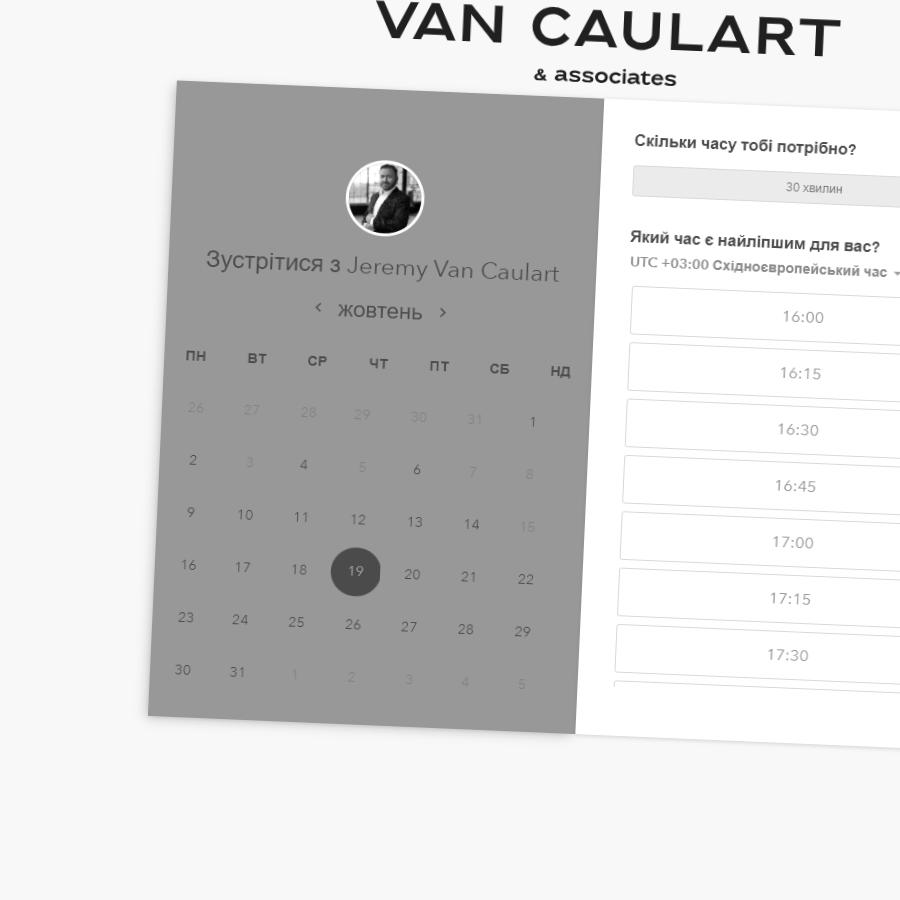 VAN CAULART
& associates
Зустрітися з Jeremy Van Caulart
жовтень
ПН ВТ СР ЧТ ПТ СБ НД
26 27 28 29 30 31 1
2 3 4 5 6 7 8
9 10 11 12 13 14 15
16 17 18 19 20 21 22
23 24 25 26 27 28 29
30 31 1 2 3 4 5
Скільки часу тобі потрібно?
30 хвилин
Який час є найліпшим для вас?
UTC +03:00 Східноєвропейський час
16:00
16:15
16:30
16:45
17:00
17:15
17:30